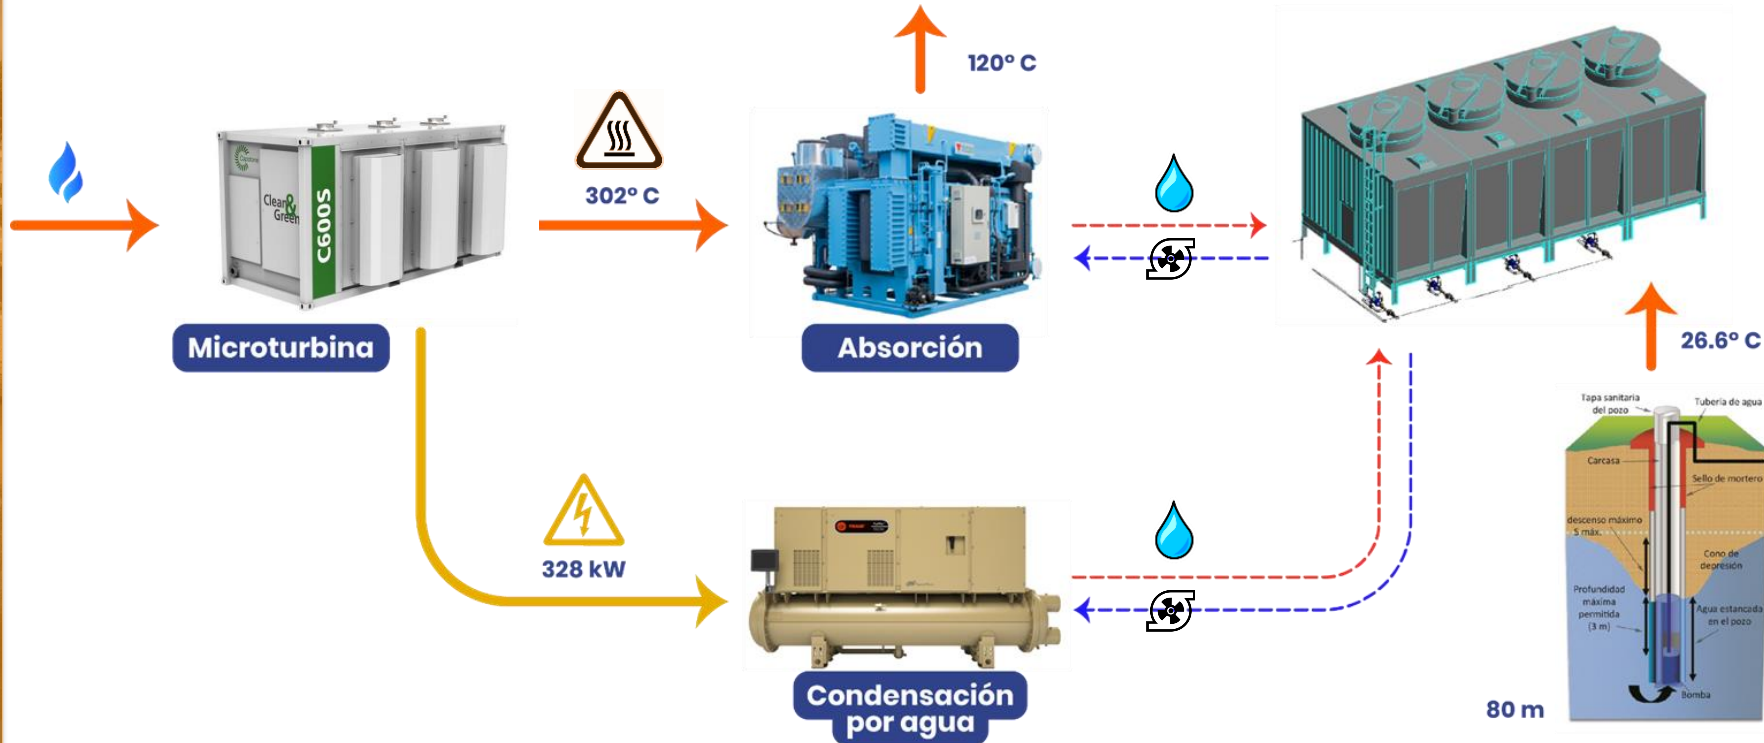 120° C
302° C
Capstone
Clean&
Green
C600S
Microturbina
Absorción
26.6° C
328 kW
TRANE
Condensación
por agua
Tapa sanitaria
del pozo
Tubería de agua
Carcasa
Sello de mortero
descenso máximo
S máx.
Cono de
depresión
Profundidad
máxima
permitida
(3 m)
Agua estancada
en el pozo
Bomba
80 m